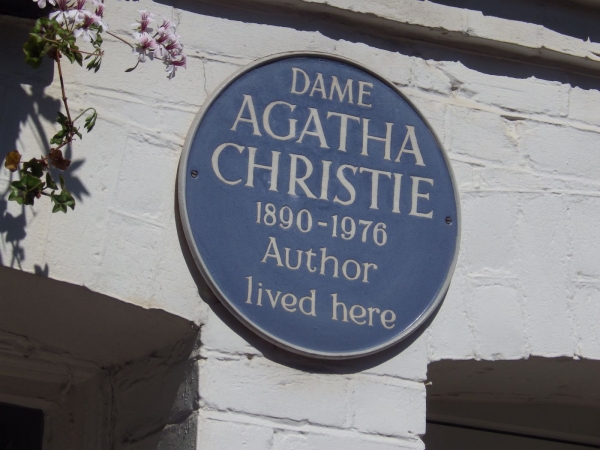 DAME
AGATHA
CHRISTIE
1890-1976
Author
lived here